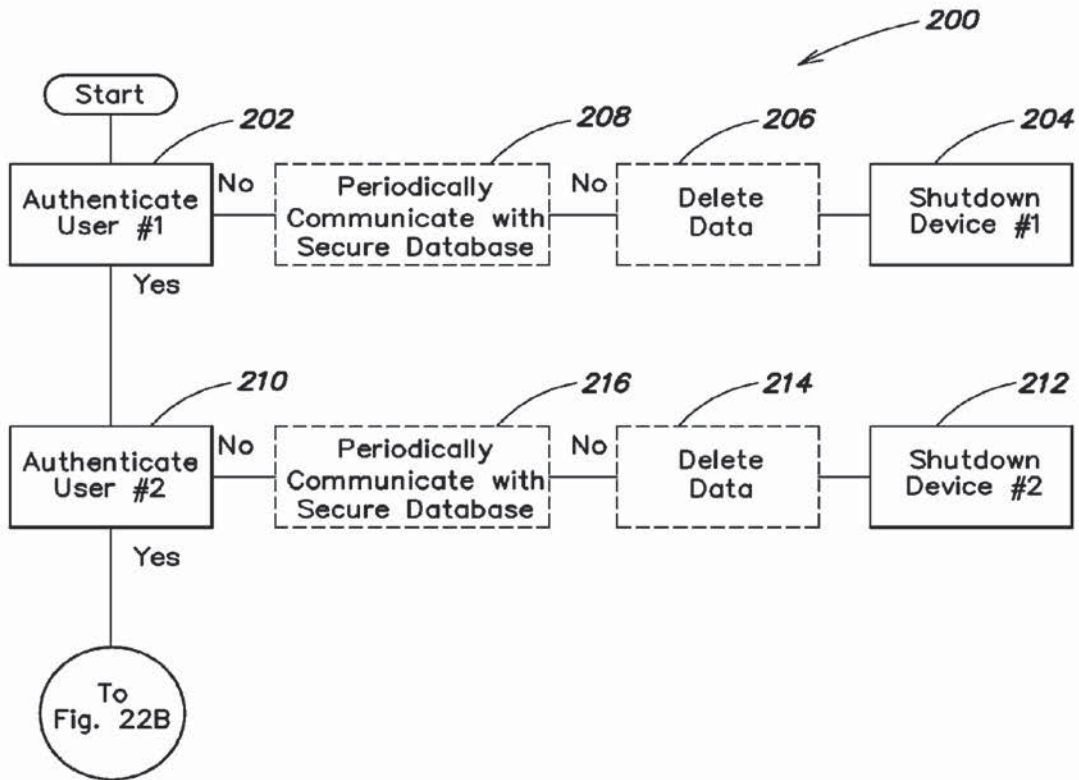 200
Start
202
208
206
204
Authenticate
User #1
No
Periodically
Communicate with
Secure Database
No
Delete
Data
Shutdown
Device #1
Yes
210
216
214
212
Authenticate
User #2
No
Periodically
Communicate with
Secure Database
No
Delete
Data
Shutdown
Device #2
Yes
To
Fig. 22B